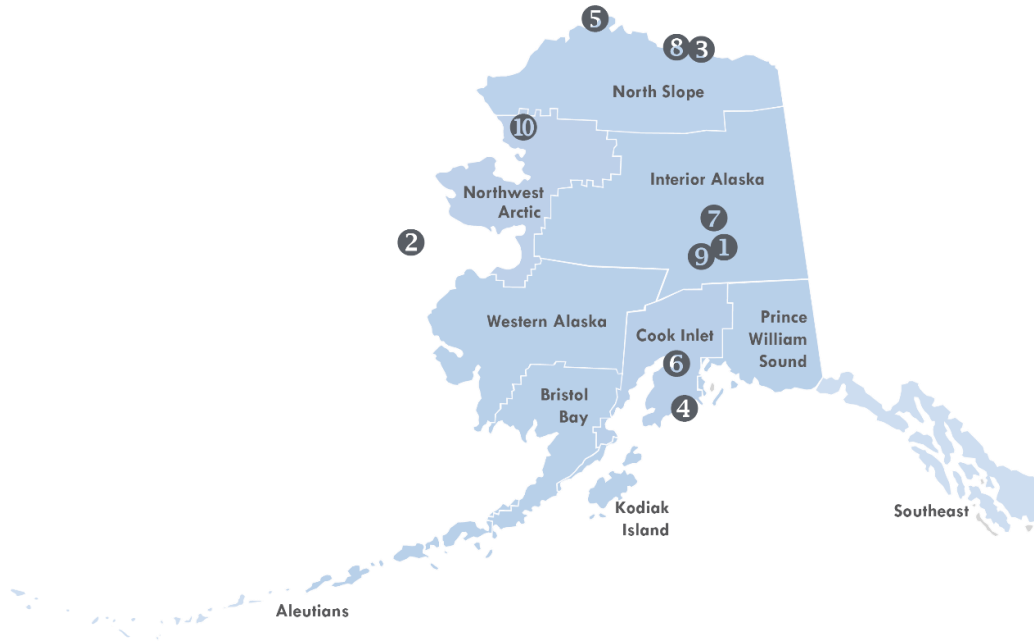 5
8
3
North Slope
10
Interior Alaska
Northwest
Arctic
7
2
1
9
Western Alaska
Cook Inlet
Prince
William
Sound
6
Bristol
Bay
4
Kodiak
Island
Southeast
Aleutians